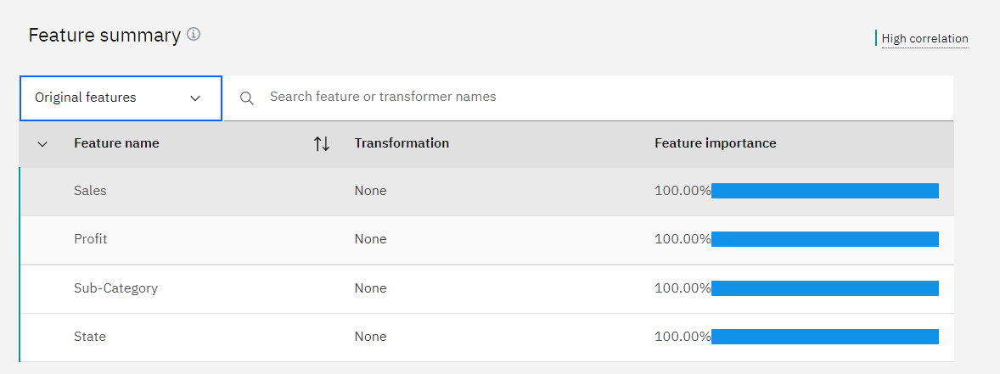 Feature summary
High correlation
Original features
Search feature or transformer names
Feature name Transformation Feature importance
Sales None 100.00%
Profit None 100.00%
Sub-Category None 100.00%
State None 100.00%